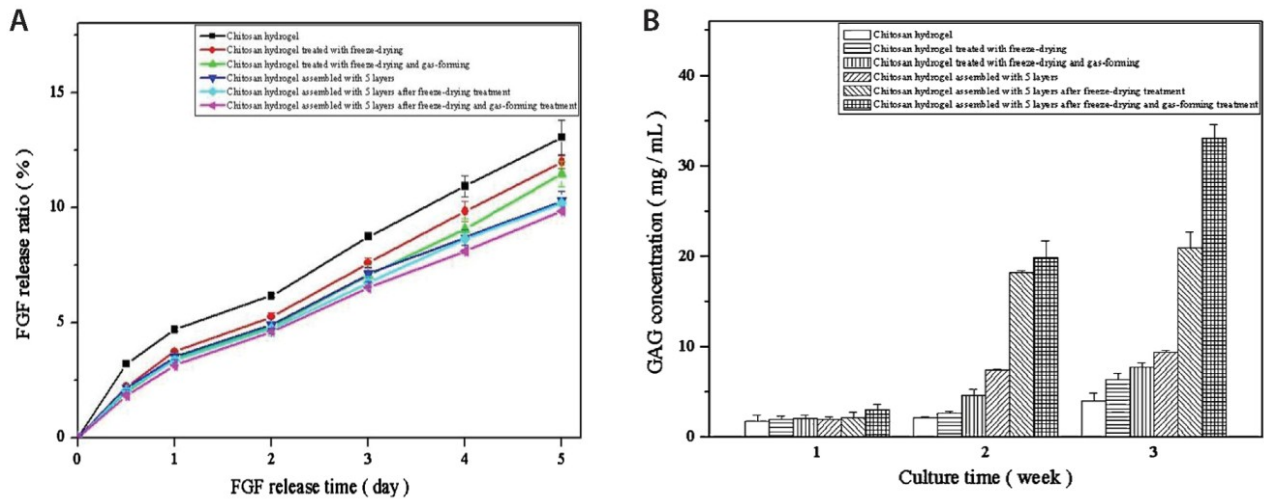 A
Chitosan hydrogel
Chitosan hydrogel treated with freeze-drying
Chitosan hydrogel treated with freeze-drying and gas-forming
Chitosan hydrogel assembled with 5 layers
Chitosan hydrogel assembled with 5 layers after freeze-drying treatment
Chitosan hydrogel assembled with 5 layers after freeze-drying and gas-forming treatment
FGF release ratio ( % )
15
10
5
0
0 1 2 3 4 5
FGF release time ( day )
B
Chitosan hydrogel
Chitosan hydrogel treated with freeze-drying
Chitosan hydrogel treated with freeze-drying and gas-forming
Chitosan hydrogel assembled with 5 layers
Chitosan hydrogel assembled with 5 layers after freeze-drying treatment
Chitosan hydrogel assembled with 5 layers after freeze-drying and gas-forming treatment
GAG concentration ( mg / mL )
40
30
20
10
0
1 2 3
Culture time ( week )